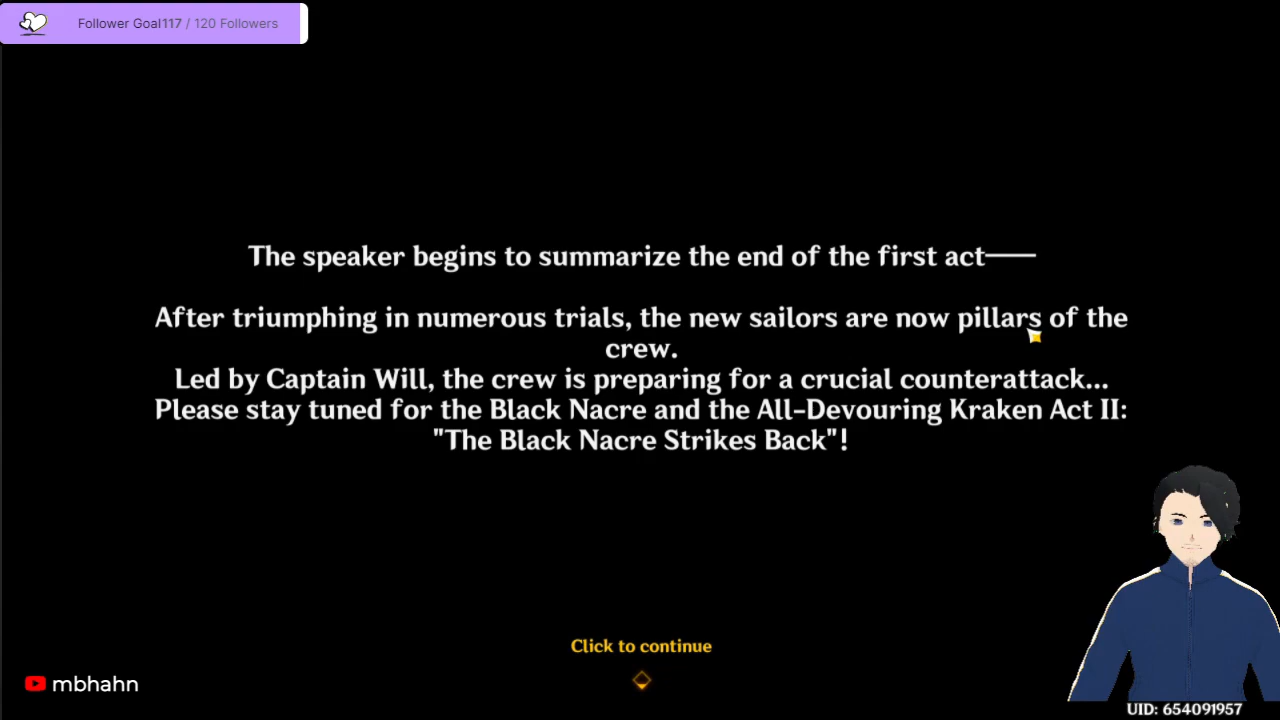 Follower Goal117 / 120 Followers
The speaker begins to summarize the end of the first act——
After triumphing in numerous trials, the new sailors are now pillars of the
crew.
Led by Captain Will, the crew is preparing for a crucial counterattack...
Please stay tuned for the Black Nacre and the All-Devouring Kraken Act II:
"The Black Nacre Strikes Back"!
Click to continue
mbhahn
UID: 654091957